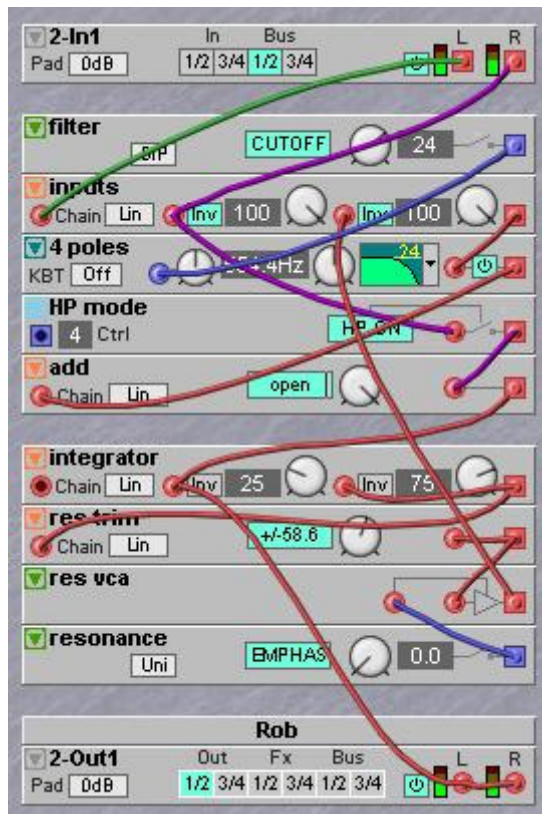 2-In1 In Bus L R
Pad 0dB 1/2 3/4 1/2 3/4
filter
CUTOFF 24
inputs
Chain Lin Inv 100 Inv 100
4 poles 24
KBT Off
HP mode
4 Ctrl HP ON
add
Chain Lin open
integrator
Chain Lin Inv 25 Inv 75
res trim
Chain Lin +/-58.6
res vca
resonance
Uni EMPHAS 0.0
Rob
2-Out1 Out Fx Bus L R
Pad 0dB 1/2 3/4 1/2 3/4 1/2 3/4